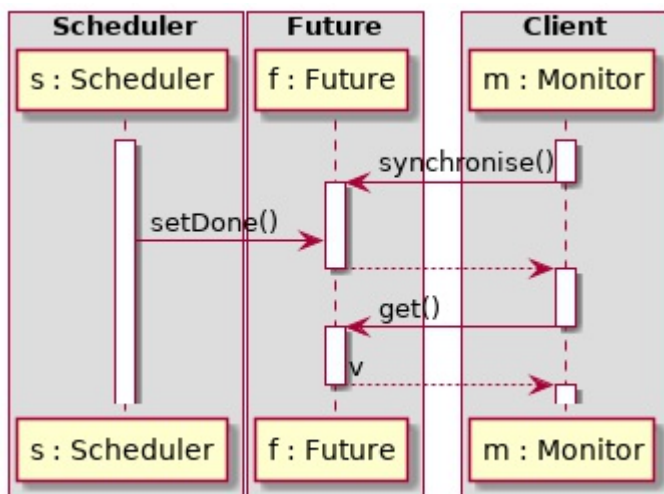 Scheduler
Future
Client
s : Scheduler
f : Future
m : Monitor
synchronise()
setDone()
get()
v
s : Scheduler
f : Future
m : Monitor